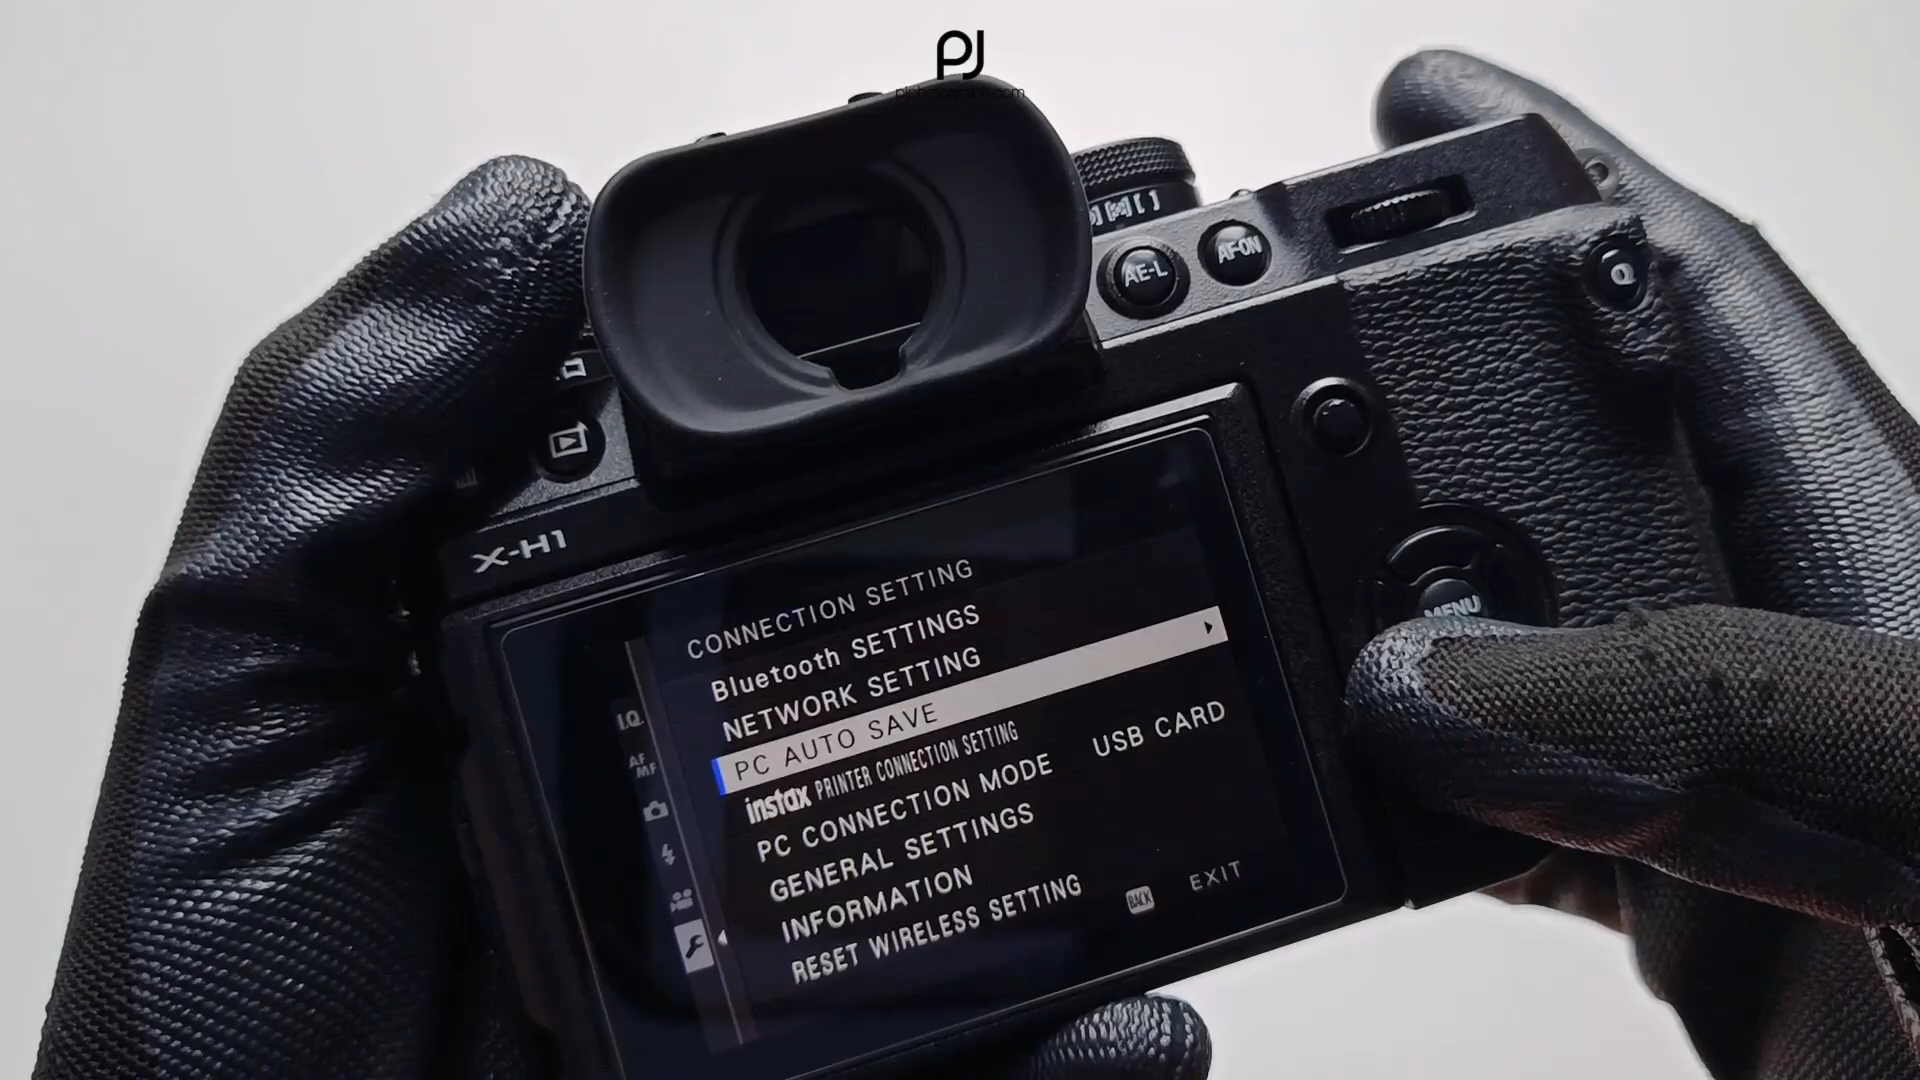 PJ
AE-L
AF-ON
Q
X-H1
MENU
CONNECTION SETTING
Bluetooth SETTINGS
NETWORK SETTING
PC AUTO SAVE
instax PRINTER CONNECTION SETTING
PC CONNECTION MODE USB CARD
GENERAL SETTINGS
INFORMATION
RESET WIRELESS SETTING
BACK EXIT
I.Q.
AF
MF